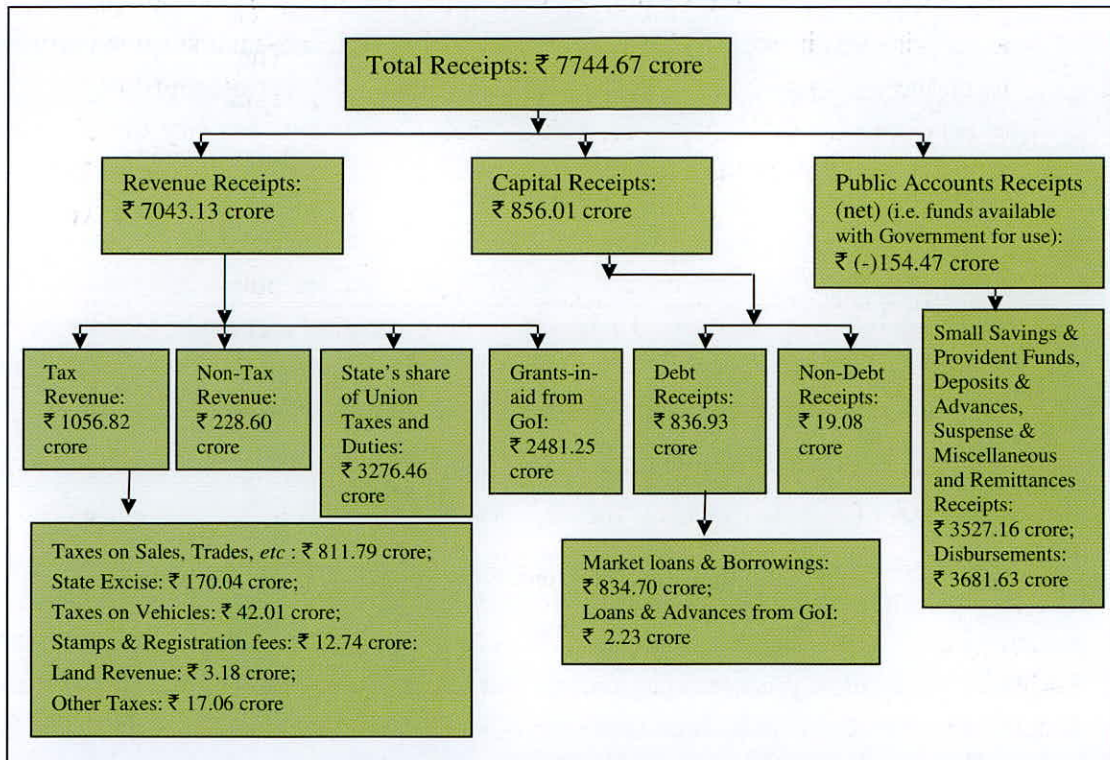 Total Receipts: ₹ 7744.67 crore
Revenue Receipts:
₹ 7043.13 crore
Capital Receipts:
₹ 856.01 crore
Public Accounts Receipts
(net) (i.e. funds available
with Government for use):
₹ (-)154.47 crore
Tax
Revenue:
₹ 1056.82
crore
Non-Tax
Revenue:
₹ 228.60
crore
State's share
of Union
Taxes and
Duties:
₹ 3276.46
crore
Grants-in-
aid from
GoI:
₹ 2481.25
crore
Debt
Receipts:
₹ 836.93
crore
Non-Debt
Receipts:
₹ 19.08
crore
Small Savings &
Provident Funds,
Deposits &
Advances,
Suspense &
Miscellaneous
and Remittances
Receipts:
₹ 3527.16 crore;
Disbursements:
₹ 3681.63 crore
Taxes on Sales, Trades, etc : ₹ 811.79 crore;
State Excise: ₹ 170.04 crore;
Taxes on Vehicles: ₹ 42.01 crore;
Stamps & Registration fees: ₹ 12.74 crore:
Land Revenue: ₹ 3.18 crore;
Other Taxes: ₹ 17.06 crore
Market loans & Borrowings:
₹ 834.70 crore;
Loans & Advances from GoI:
₹ 2.23 crore